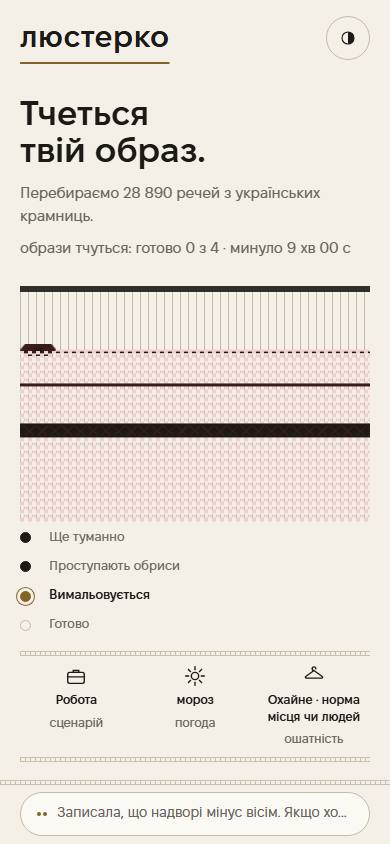 люстерко
Тчеться
твій образ.
Перебираємо 28 890 речей з українських
крамниць.
образи тчуться: готово 0 з 4 · минуло 9 хв 00 с
Ще туманно
Проступають обриси
Вимальовується
Готово
Робота
сценарій
мороз
погода
Охайне · норма
місця чи людей
ошатність
Записала, що надворі мінус вісім. Якщо хо...